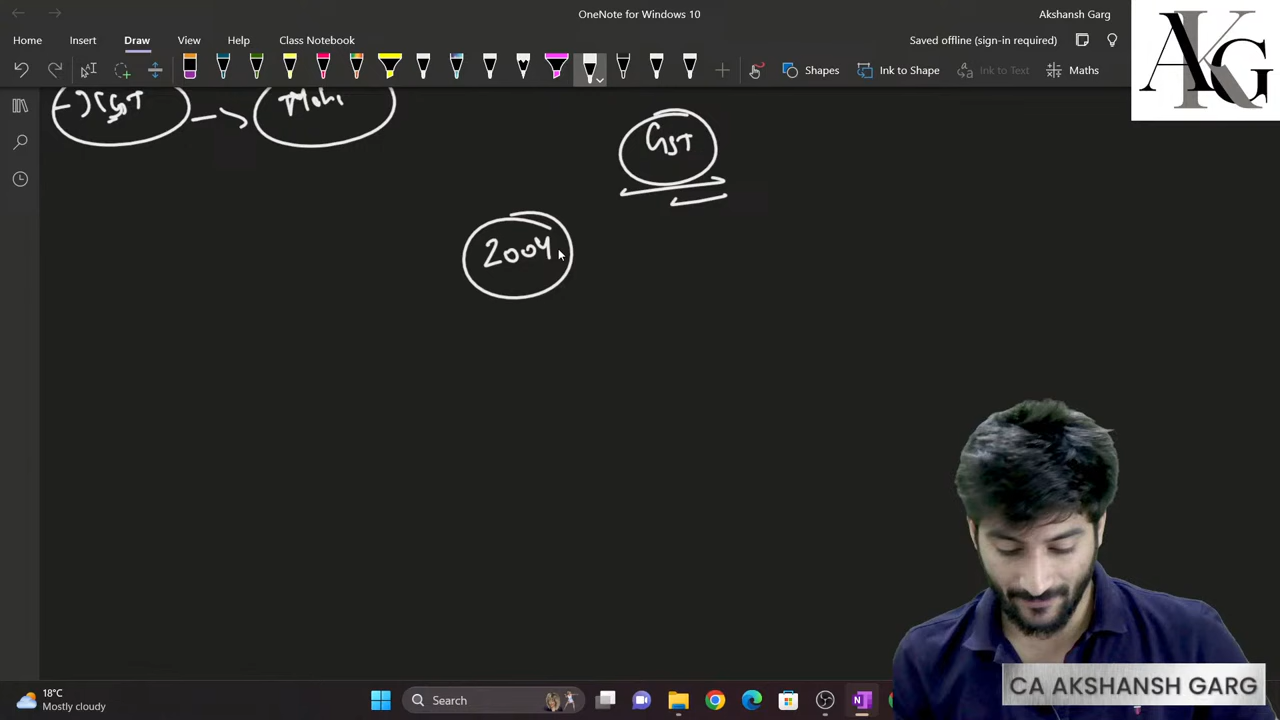 OneNote for Windows 10
Akshansh Garg
Home Insert Draw View Help Class Notebook
Saved offline (sign-in required)
Shapes
Ink to Shape
Ink to Text
Maths
AKG
GST
2004
CA AKSHANSH GARG
18°C
Mostly cloudy
Search